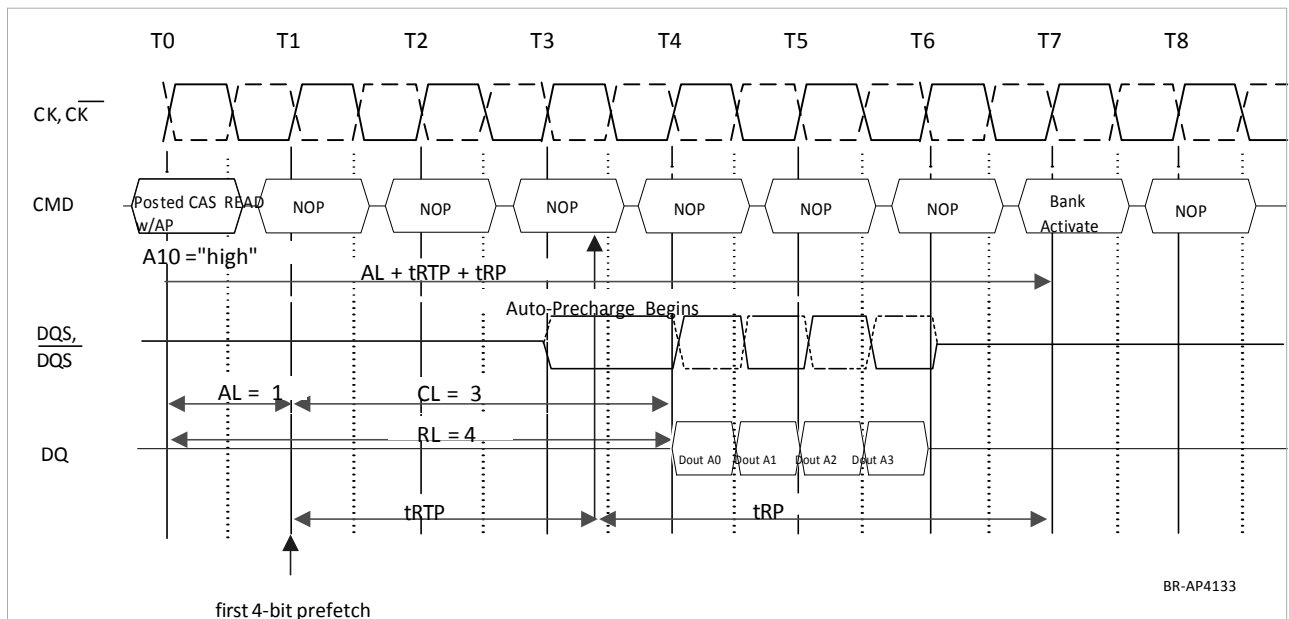 T0 T1 T2 T3 T4 T5 T6 T7 T8
CK, CK
CMD
Posted CAS READ
w/AP
NOP NOP NOP NOP NOP NOP Bank Activate NOP
A10 ="high"
AL + tRTP + tRP
Auto-Precharge Begins
DQS,
DQS
AL = 1 CL = 3
RL = 4
DQ
Dout A0 Dout A1 Dout A2 Dout A3
tRTP tRP
first 4-bit prefetch
BR-AP4133